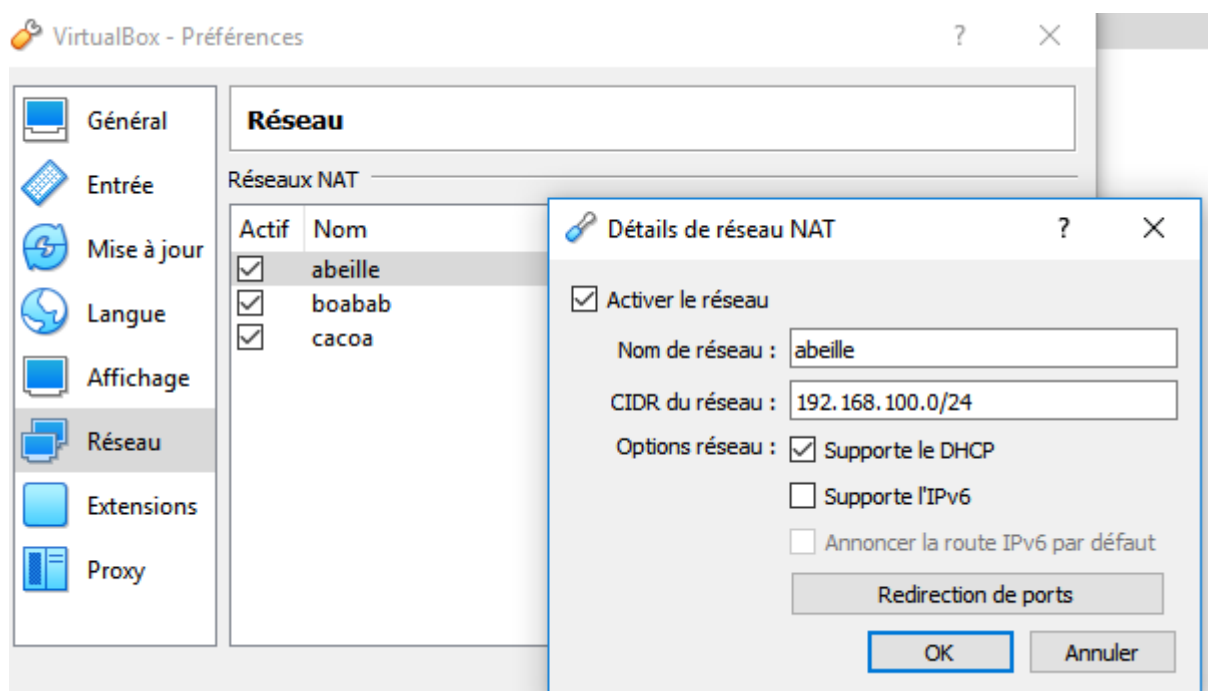 VirtualBox - Préférences
?
Général
Entrée
Mise à jour
Langue
Affichage
Réseau
Extensions
Proxy
Réseau
Réseaux NAT
Actif Nom
abeille
boabab
cacoa
Détails de réseau NAT
?
Activer le réseau
Nom de réseau : abeille
CIDR du réseau : 192.168.100.0/24
Options réseau : Supporte le DHCP
Supporte l'IPv6
Annoncer la route IPv6 par défaut
Redirection de ports
OK Annuler